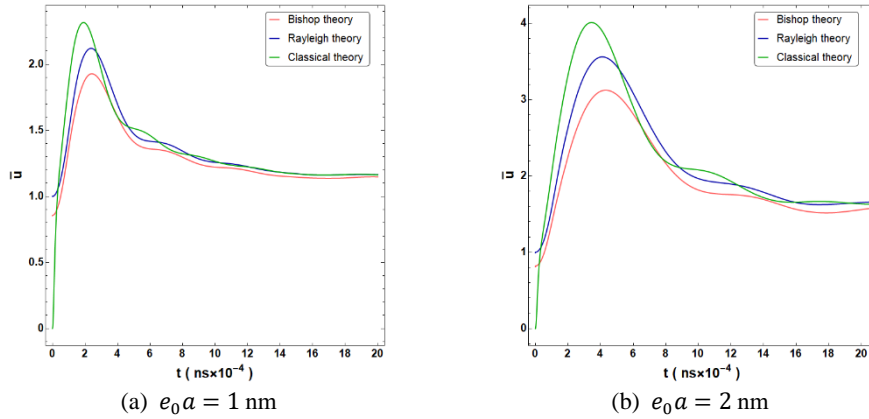 Bishop theory
Rayleigh theory
Classical theory
ū
2.0
1.5
1.0
0.5
0
0 2 4 6 8 10 12 14 16 18 20
t ( ns×10⁻⁴)
(a) e₀a = 1 nm
Bishop theory
Rayleigh theory
Classical theory
ū
4
3
2
1
0
0 2 4 6 8 10 12 14 16 18 20
t ( ns×10⁻⁴)
(b) e₀a = 2 nm